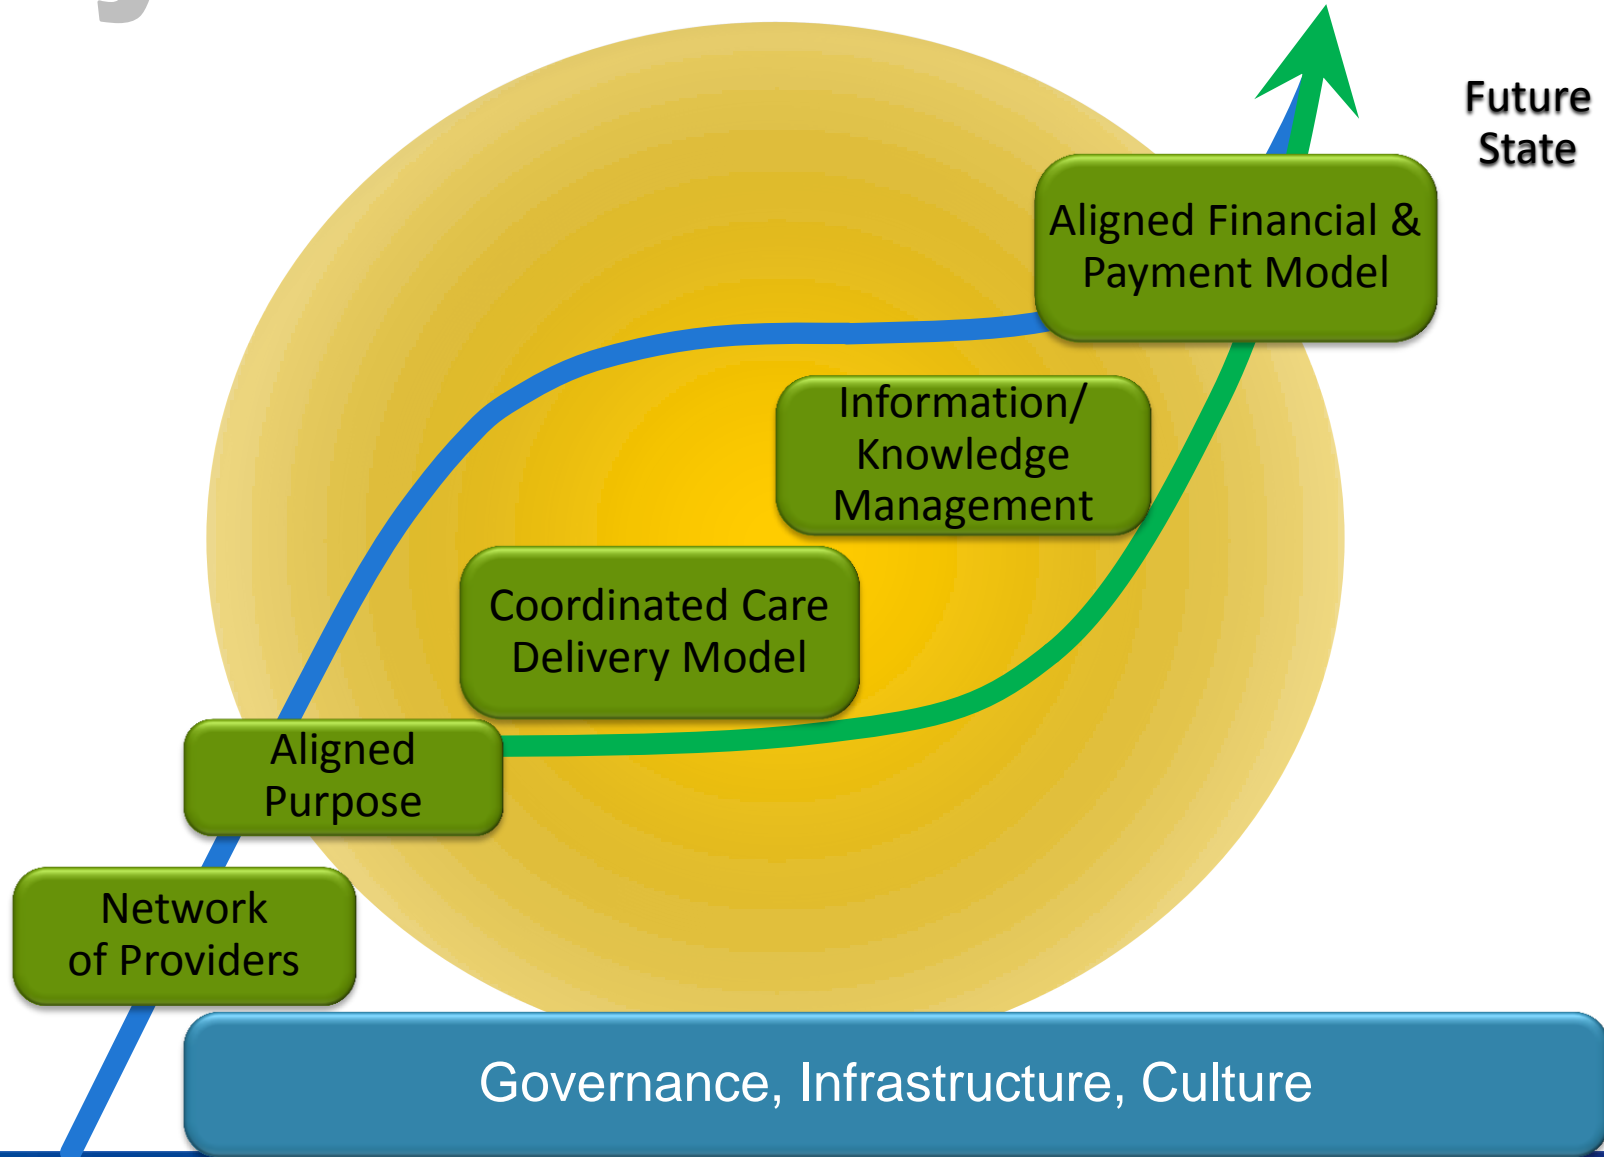 Future
State
Aligned Financial &
Payment Model
Information/
Knowledge
Management
Coordinated Care
Delivery Model
Aligned
Purpose
Network
of Providers
Governance, Infrastructure, Culture